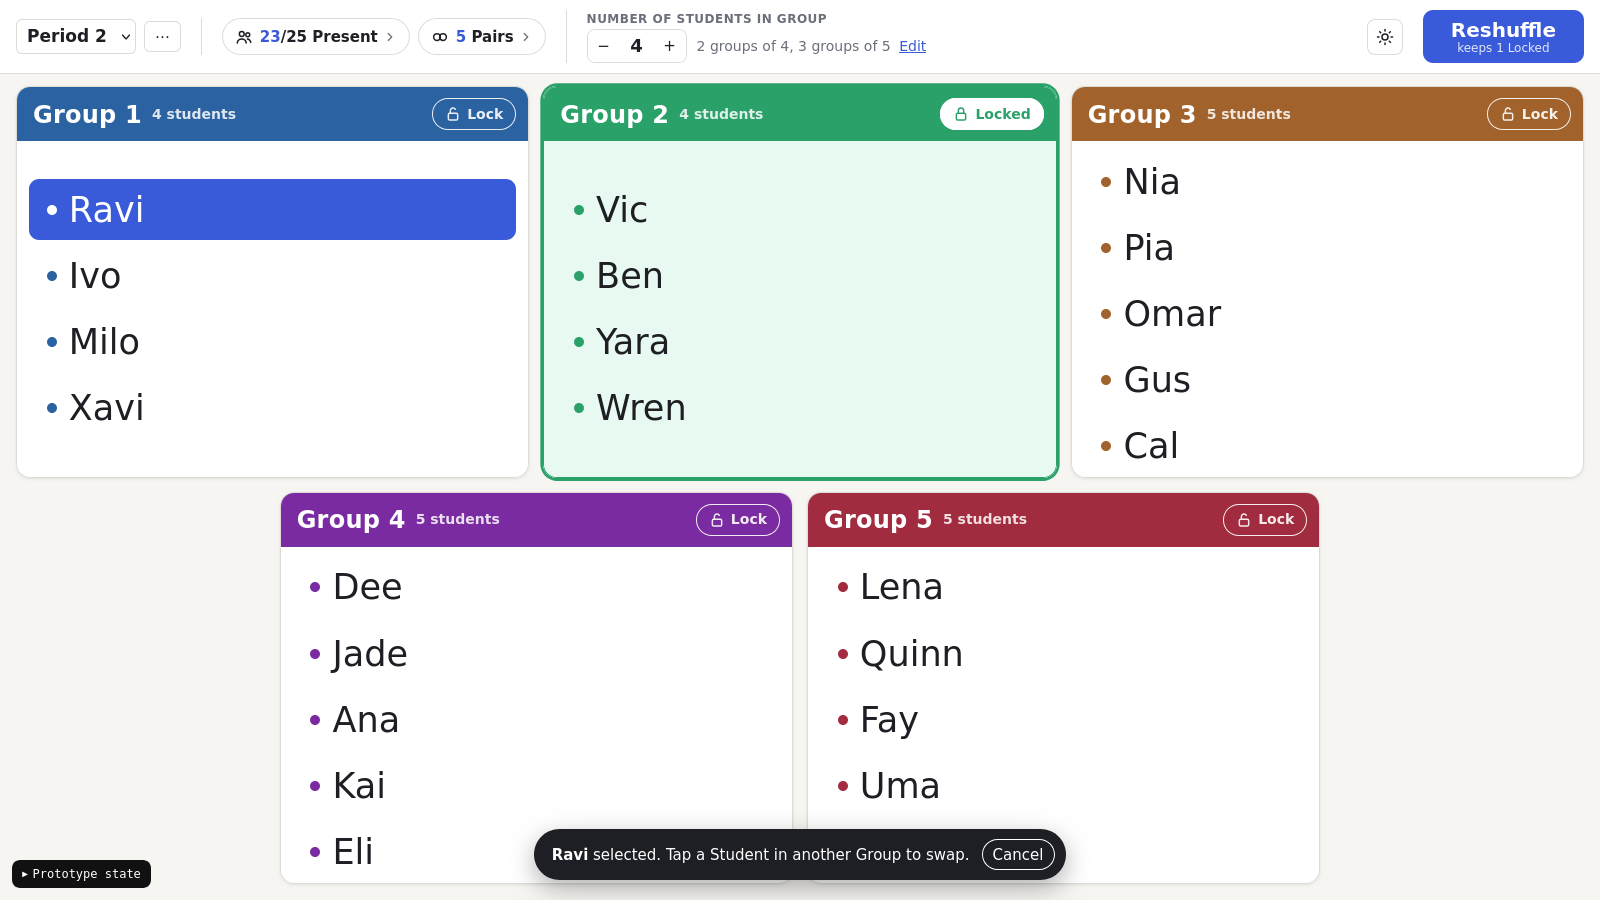 Period 2
...
23/25 Present
5 Pairs
NUMBER OF STUDENTS IN GROUP
− 4 +
2 groups of 4, 3 groups of 5 Edit
Reshuffle
keeps 1 Locked
Group 1 4 students Lock
Ravi
Ivo
Milo
Xavi
Group 2 4 students Locked
Vic
Ben
Yara
Wren
Group 3 5 students Lock
Nia
Pia
Omar
Gus
Cal
Group 4 5 students Lock
Dee
Jade
Ana
Kai
Eli
Group 5 5 students Lock
Lena
Quinn
Fay
Uma
Ravi selected. Tap a Student in another Group to swap. Cancel
Prototype state